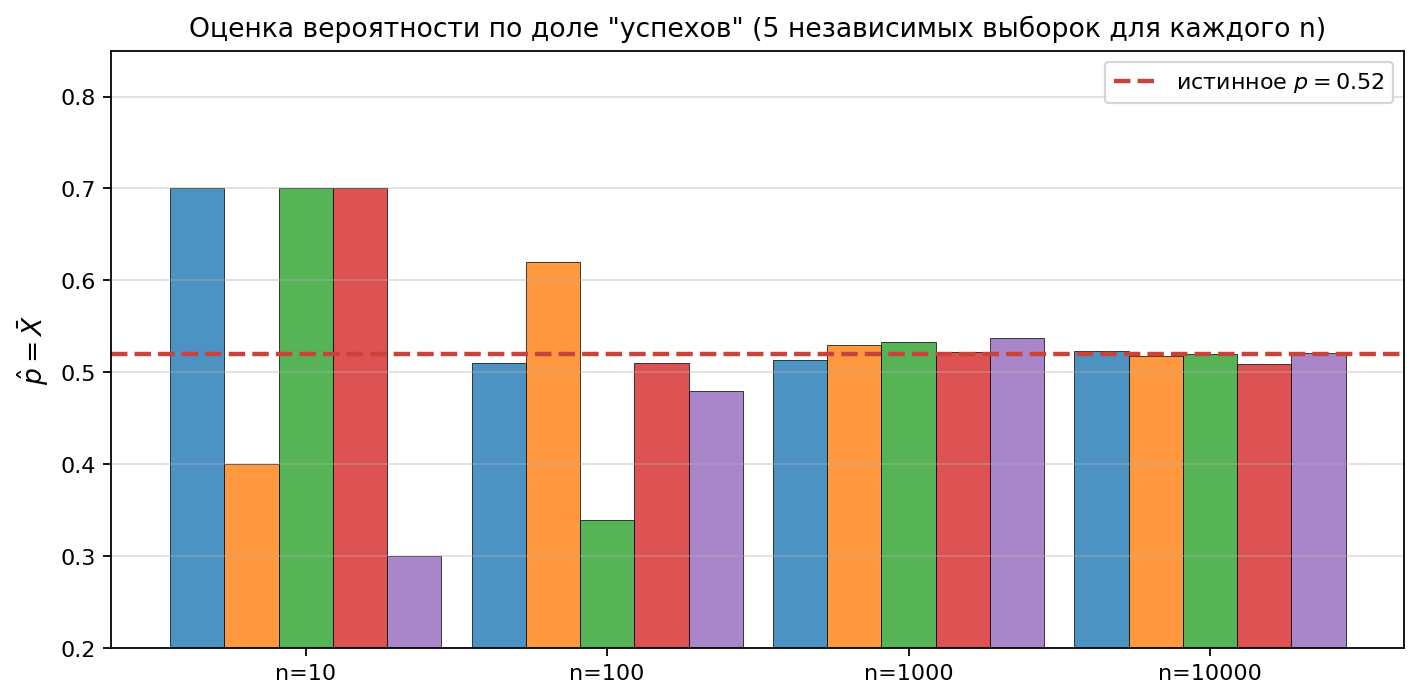 Оценка вероятности по доле "успехов" (5 независимых выборок для каждого n)
истинное p = 0.52
p̂ = X̄
0.8
0.7
0.6
0.5
0.4
0.3
0.2
n=10
n=100
n=1000
n=10000